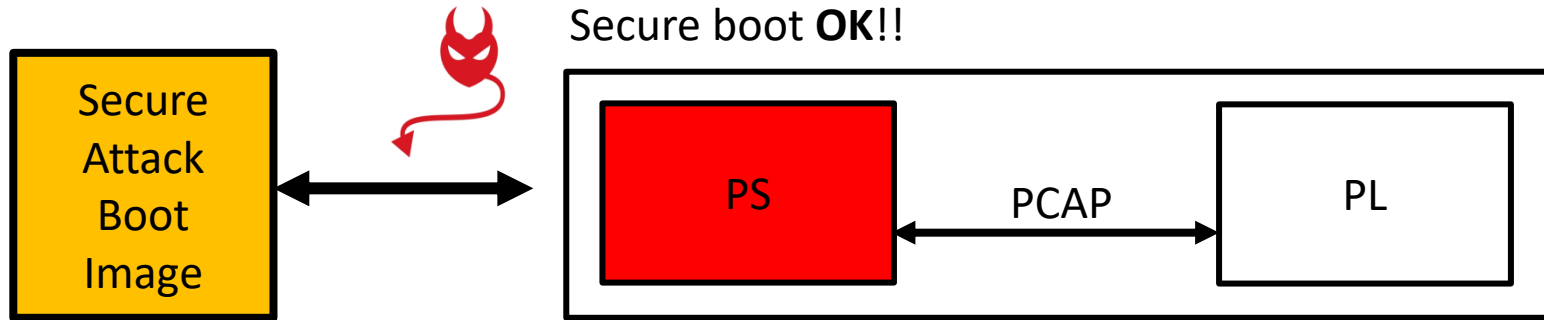 Secure boot OK!!
Secure
Attack
Boot
Image
PS
PCAP
PL